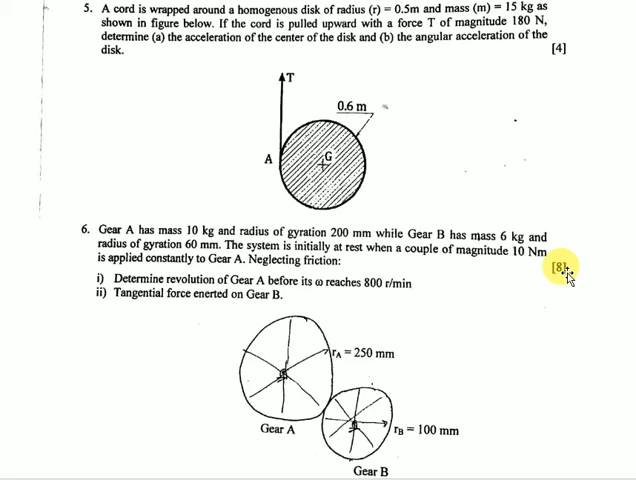 5. A cord is wrapped around a homogenous disk of radius (r) = 0.5m and mass (m) = 15 kg as
shown in figure below. If the cord is pulled upward with a force T of magnitude 180 N,
determine (a) the acceleration of the center of the disk and (b) the angular acceleration of the
disk. [4]
T
0.6 m
A
G
6. Gear A has mass 10 kg and radius of gyration 200 mm while Gear B has mass 6 kg and
radius of gyration 60 mm. The system is initially at rest when a couple of magnitude 10 Nm
is applied constantly to Gear A. Neglecting friction: [8]
i) Determine revolution of Gear A before its ω reaches 800 r/min
ii) Tangential force enerted on Gear B.
rA = 250 mm
Gear A
rB = 100 mm
Gear B